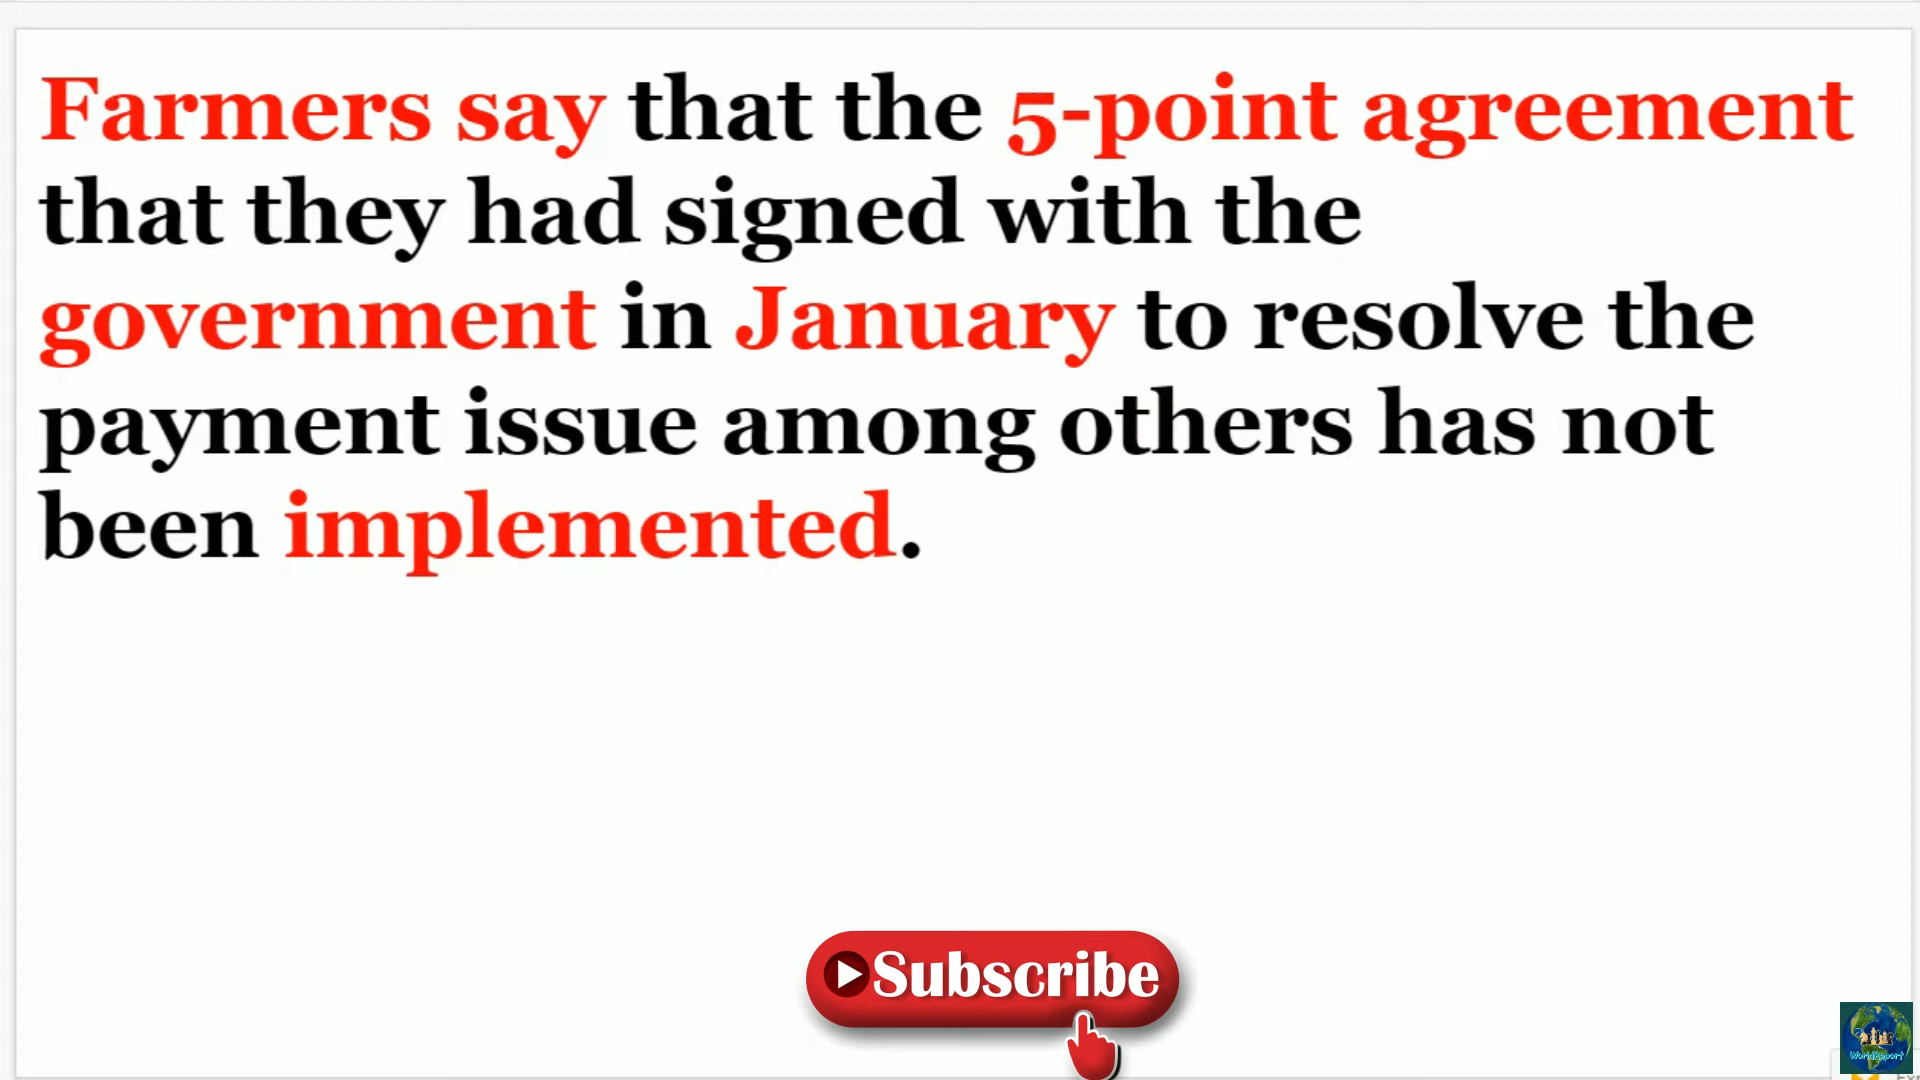 Farmers say that the 5-point agreement
that they had signed with the
government in January to resolve the
payment issue among others has not
been implemented.
Subscribe
WorldReport